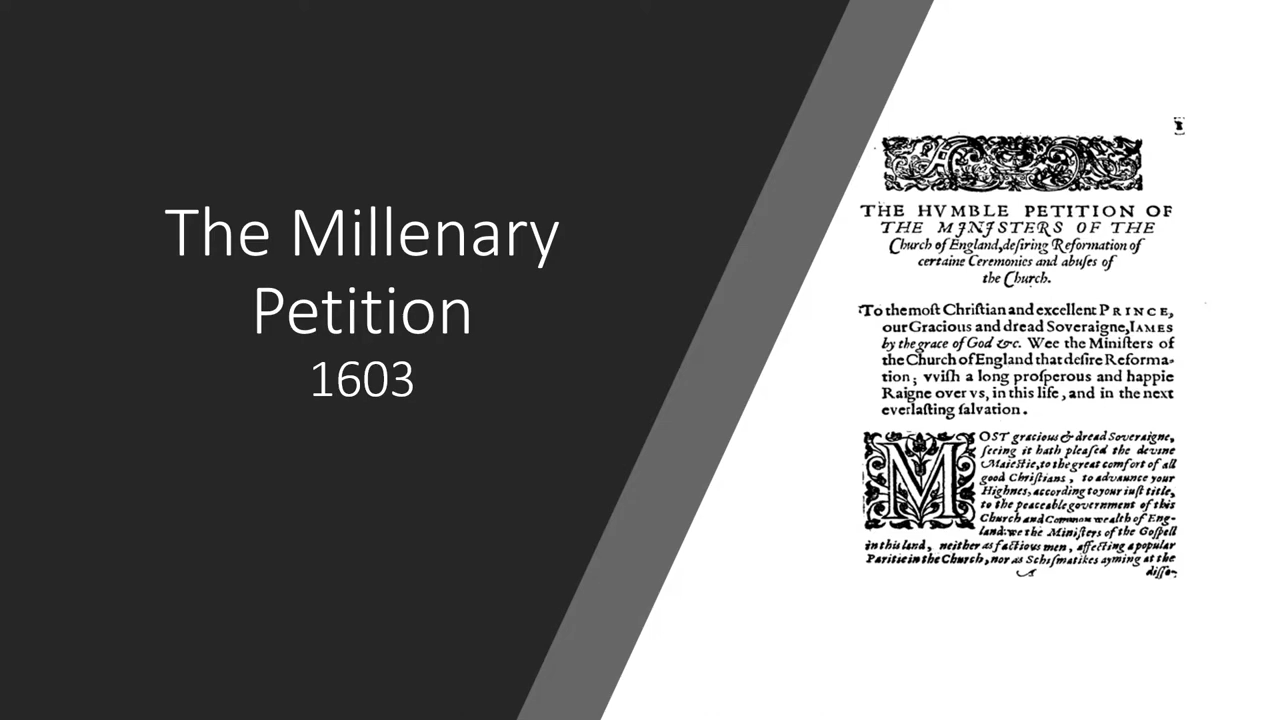 The Millenary
Petition
1603
THE HVMBLE PETITION OF
THE MINISTERS OF THE
Church of England, deſiring Reformation of
certaine Ceremonies and abuſes of
the Church.
To the moſt Chriſtian and excellent PRINCE,
our Gracious and dread Soveraigne, IAMES
by the grace of God &c. Wee the Miniſters of
the Church of England that deſire Reforma-
tion; vviſh a long proſperous and happie
Raigne over vs, in this life, and in the next
everlaſting ſalvation.
MOST gracious & dread Soveraigne,
ſeeing it hath pleaſed the devine
Maieſtie, to the great comfort of all
good Chriſtians, to advaunce your
Highnes, according to your iuſt title,
to the peaceable government of this
Church and Common wealth of Eng-
land: we the Miniſters of the Goſpell
in this land, neither as factious men, affecting a popular
Paritie in the Church, nor as Schiſmatikes ayming at the
diſſo-